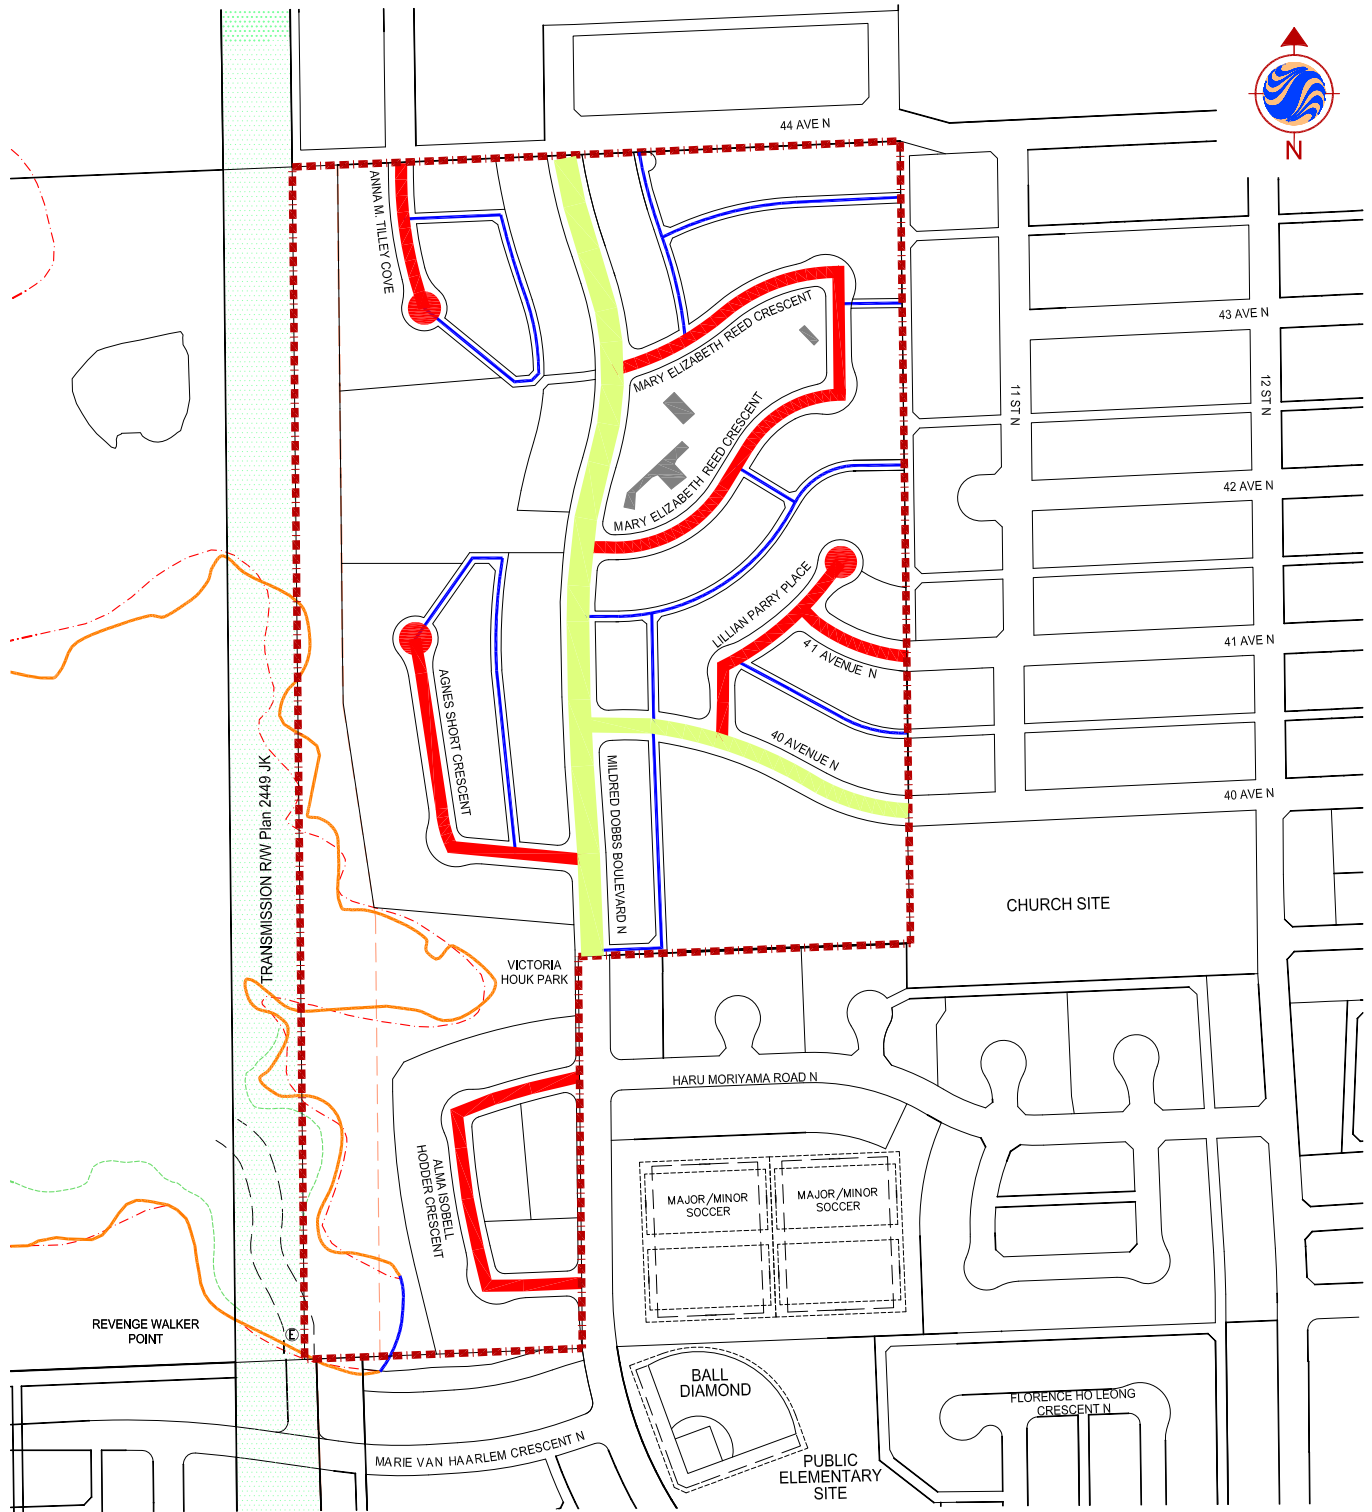 44 AVE N
N
ANNA M. TILLEY COVE
MARY ELIZABETH REED CRESCENT
43 AVE N
11 ST N
12 ST N
MARY ELIZABETH REED CRESCENT
42 AVE N
LILLIAN PARRY PLACE
41 AVENUE N
41 AVE N
AGNES SHORT CRESCENT
40 AVENUE N
MILDRED DOBBS BOULEVARD N
40 AVE N
TRANSMISSION R/W Plan 2449 JK
CHURCH SITE
VICTORIA
HOUK PARK
HARU MORIYAMA ROAD N
ALMA ISOBELL
HODDER CRESCENT
MAJOR/MINOR
SOCCER
MAJOR/MINOR
SOCCER
REVENGE WALKER
POINT
E
BALL
DIAMOND
FLORENCE HO LEONG
CRESCENT N
MARIE VAN HAARLEM CRESCENT N
PUBLIC
ELEMENTARY
SITE